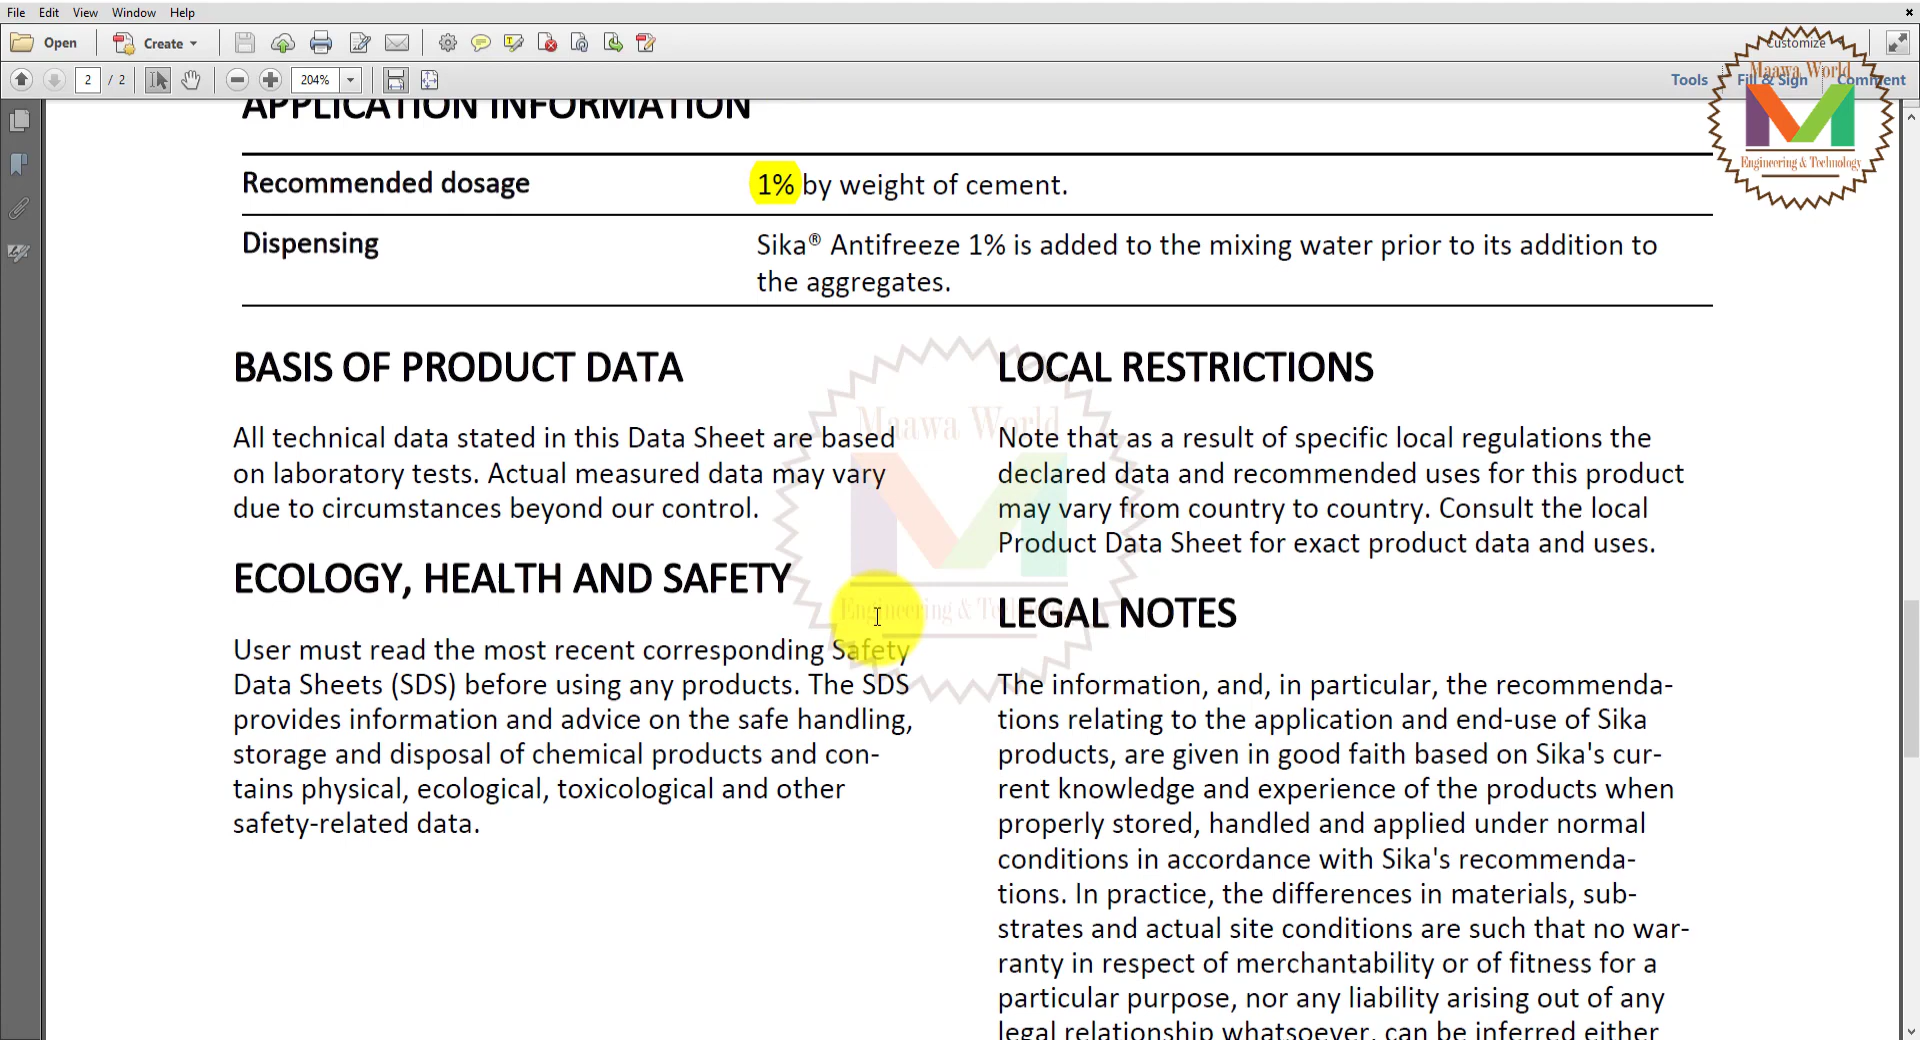 File Edit View Window Help
Open Create Customize
2 / 2 204% Tools Fill & Sign Comment
Maawa World
Engineering & Technology
APPLICATION INFORMATION
Recommended dosage 1% by weight of cement.
Dispensing Sika® Antifreeze 1% is added to the mixing water prior to its addition to
the aggregates.
BASIS OF PRODUCT DATA
All technical data stated in this Data Sheet are based
on laboratory tests. Actual measured data may vary
due to circumstances beyond our control.
ECOLOGY, HEALTH AND SAFETY
User must read the most recent corresponding Safety
Data Sheets (SDS) before using any products. The SDS
provides information and advice on the safe handling,
storage and disposal of chemical products and con-
tains physical, ecological, toxicological and other
safety-related data.
Maawa World
Engineering & Technology
LOCAL RESTRICTIONS
Note that as a result of specific local regulations the
declared data and recommended uses for this product
may vary from country to country. Consult the local
Product Data Sheet for exact product data and uses.
LEGAL NOTES
The information, and, in particular, the recommenda-
tions relating to the application and end-use of Sika
products, are given in good faith based on Sika's cur-
rent knowledge and experience of the products when
properly stored, handled and applied under normal
conditions in accordance with Sika's recommenda-
tions. In practice, the differences in materials, sub-
strates and actual site conditions are such that no war-
ranty in respect of merchantability or of fitness for a
particular purpose, nor any liability arising out of any
legal relationship whatsoever, can be inferred either